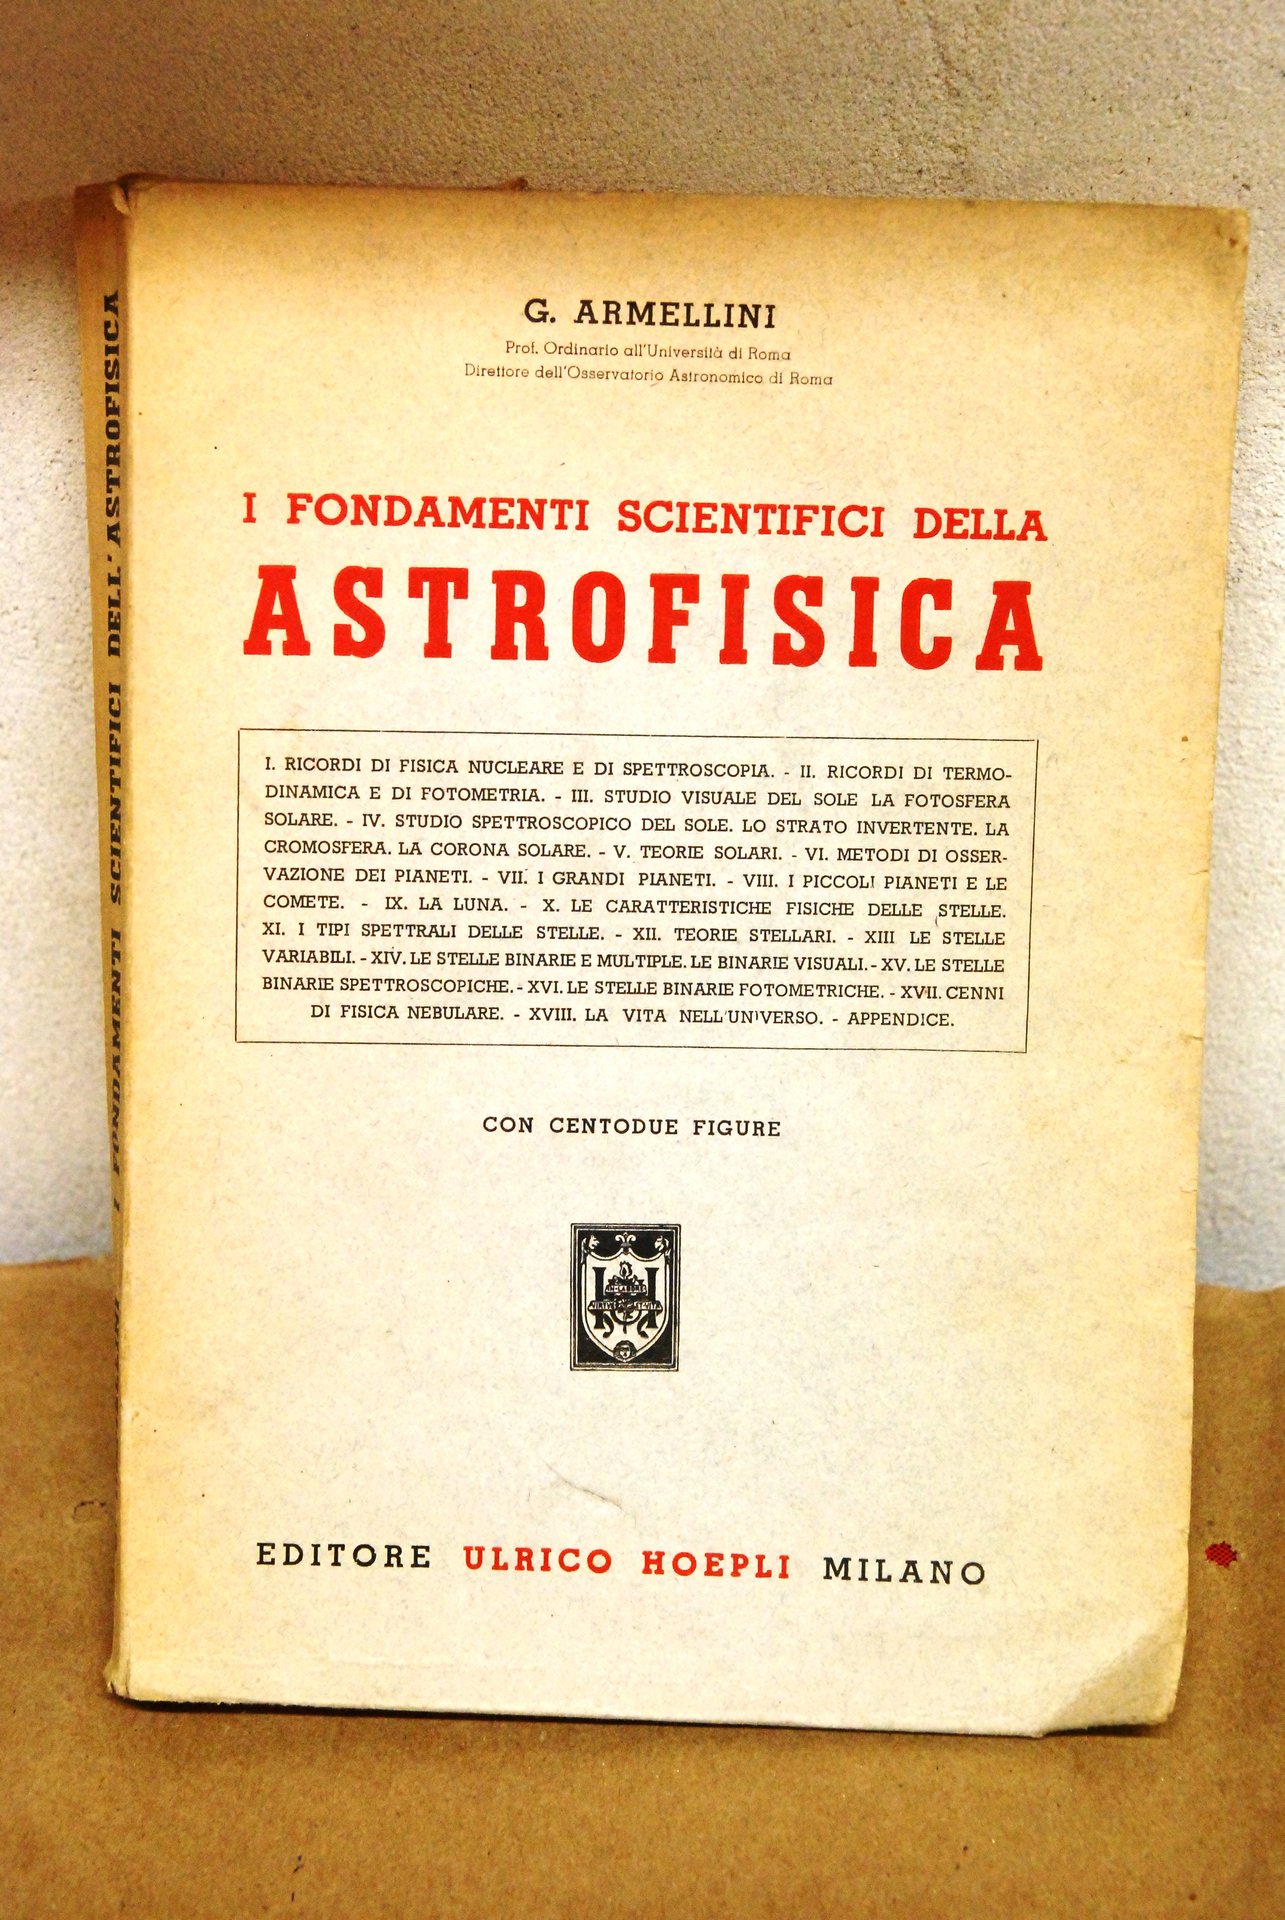 G. ARMELLINI
Prof. Ordinario all'Università di Roma
Direttore dell'Osservatorio Astronomico di Roma
I FONDAMENTI SCIENTIFICI DELLA
ASTROFISICA
I. RICORDI DI FISICA NUCLEARE E DI SPETTROSCOPIA. - II. RICORDI DI TERMO-
DINAMICA E DI FOTOMETRIA. - III. STUDIO VISUALE DEL SOLE LA FOTOSFERA
SOLARE. - IV. STUDIO SPETTROSCOPICO DEL SOLE. LO STRATO INVERTENTE. LA
CROMOSFERA. LA CORONA SOLARE. - V. TEORIE SOLARI. - VI. METODI DI OSSER-
VAZIONE DEI PIANETI. - VII. I GRANDI PIANETI. - VIII. I PICCOLI PIANETI E LE
COMETE. - IX. LA LUNA. - X. LE CARATTERISTICHE FISICHE DELLE STELLE.
XI. I TIPI SPETTRALI DELLE STELLE. - XII. TEORIE STELLARI. - XIII LE STELLE
VARIABILI. - XIV. LE STELLE BINARIE E MULTIPLE. LE BINARIE VISUALI. - XV. LE STELLE
BINARIE SPETTROSCOPICHE. - XVI. LE STELLE BINARIE FOTOMETRICHE. - XVII. CENNI
DI FISICA NEBULARE. - XVIII. LA VITA NELL'UNIVERSO. - APPENDICE.
CON CENTODUE FIGURE
IN LABORE
VIRTUS ET VITA
EDITORE ULRICO HOEPLI MILANO
I FONDAMENTI SCIENTIFICI DELL'ASTROFISICA